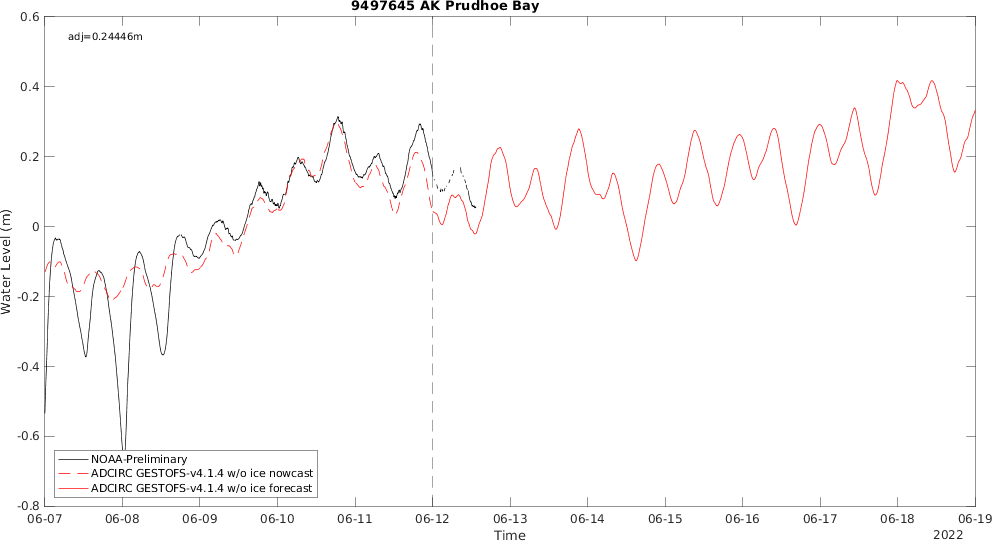 9497645 AK Prudhoe Bay
adj=0.24446m
0.6
0.4
0.2
0
-0.2
-0.4
-0.6
-0.8
Water Level (m)
NOAA-Preliminary
ADCIRC GESTOFS-v4.1.4 w/o ice nowcast
ADCIRC GESTOFS-v4.1.4 w/o ice forecast
06-07 06-08 06-09 06-10 06-11 06-12 06-13 06-14 06-15 06-16 06-17 06-18 06-19
Time
2022